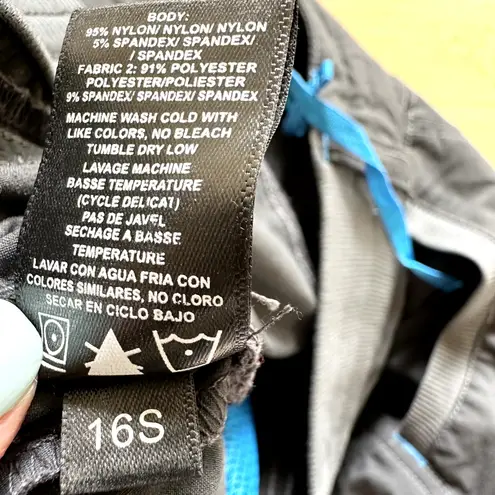 BODY:
95% NYLON/ NYLON/ NYLON
5% SPANDEX/ SPANDEX/
/ SPANDEX
FABRIC 2: 91% POLYESTER
POLYESTER/POLIESTER
9% SPANDEX/ SPANDEX/ SPANDEX
MACHINE WASH COLD WITH
LIKE COLORS, NO BLEACH
TUMBLE DRY LOW
LAVAGE MACHINE
BASSE TEMPERATURE
(CYCLE DELICAT)
PAS DE JAVEL
SECHAGE A BASSE
TEMPERATURE
LAVAR CON AGUA FRIA CON
COLORES SIMILARES, NO CLORO
SECAR EN CICLO BAJO
16S